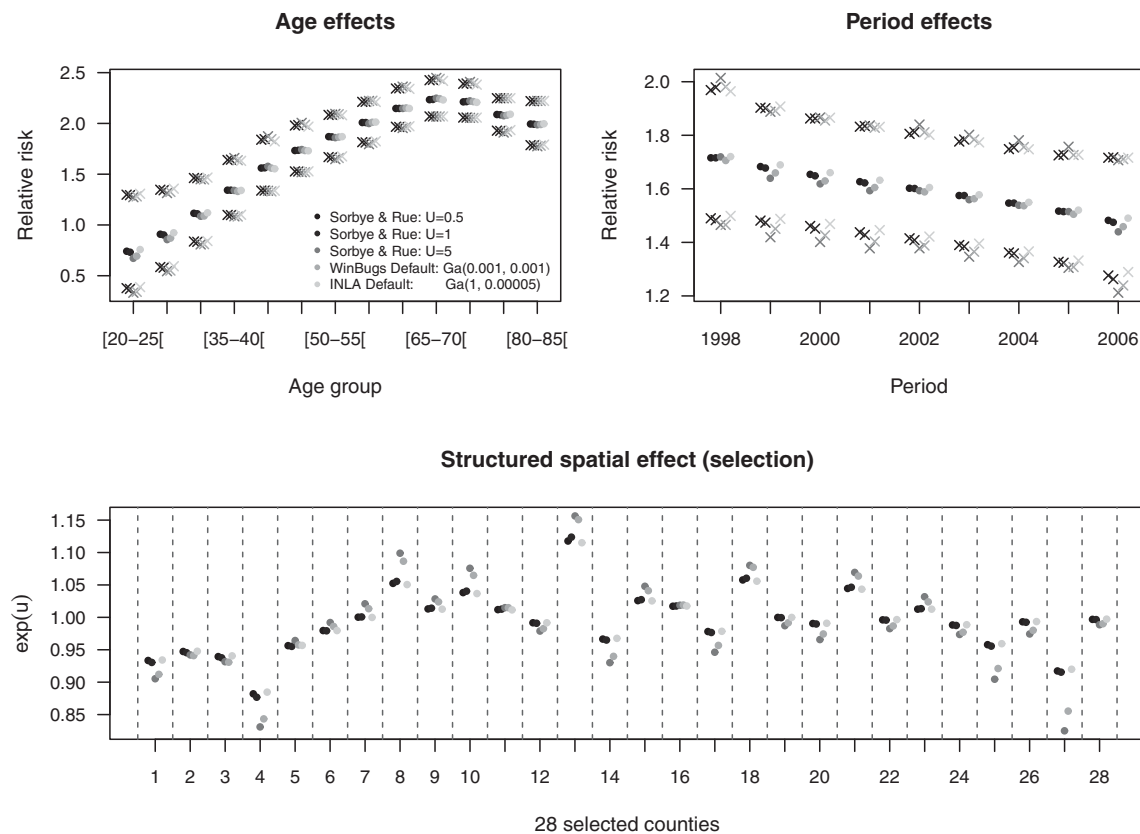 Age effects
Relative risk
2.5
2.0
1.5
1.0
0.5
Sorbye & Rue: U=0.5
Sorbye & Rue: U=1
Sorbye & Rue: U=5
WinBugs Default: Ga(0.001, 0.001)
INLA Default: Ga(1, 0.00005)
[20−25[ [35−40[ [50−55[ [65−70[ [80−85[
Age group
Period effects
Relative risk
2.0
1.8
1.6
1.4
1.2
1998 2000 2002 2004 2006
Period
Structured spatial effect (selection)
exp(u)
1.15
1.10
1.05
1.00
0.95
0.90
0.85
1 2 3 4 5 6 7 8 9 10 12 14 16 18 20 22 24 26 28
28 selected counties